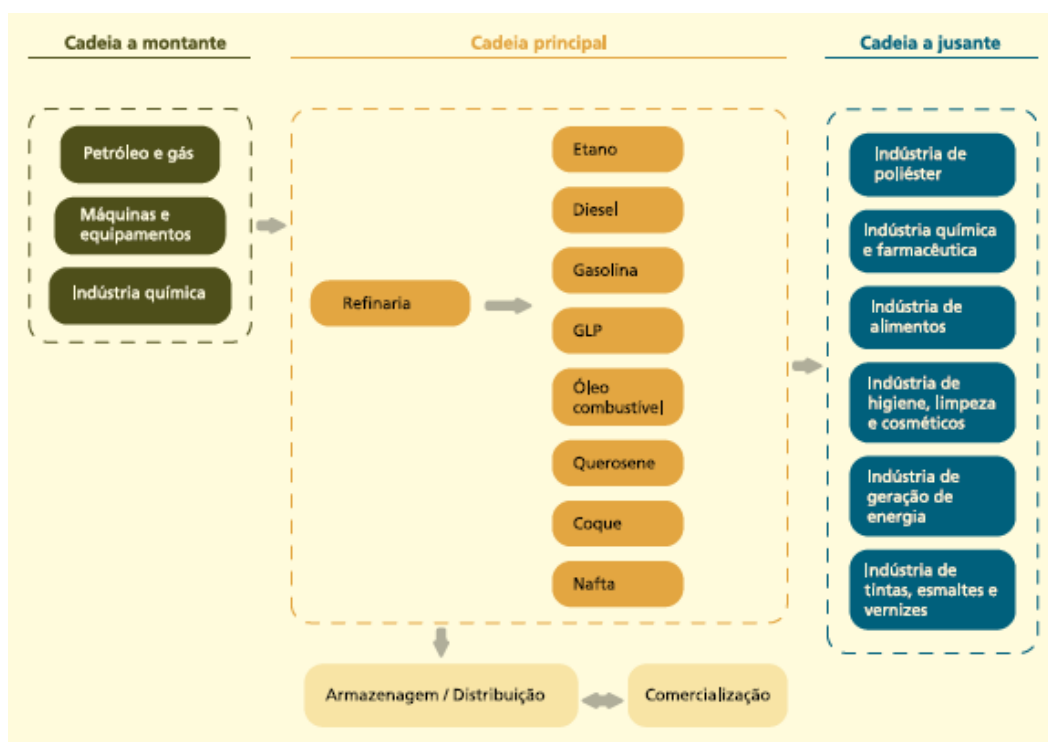 Cadeia a montante
Cadeia principal
Cadeia a jusante
Petróleo e gás
Máquinas e
equipamentos
Indústria química
Refinaria
Etano
Diesel
Gasolina
GLP
Óleo
combustível
Querosene
Coque
Nafta
Indústria de
poliéster
Indústria química
e farmacêutica
Indústria de
alimentos
Indústria de
higiene, limpeza
e cosméticos
Indústria de
geração de
energia
Indústria de
tintas, esmaltes e
vernizes
Armazenagem / Distribuição
Comercialização